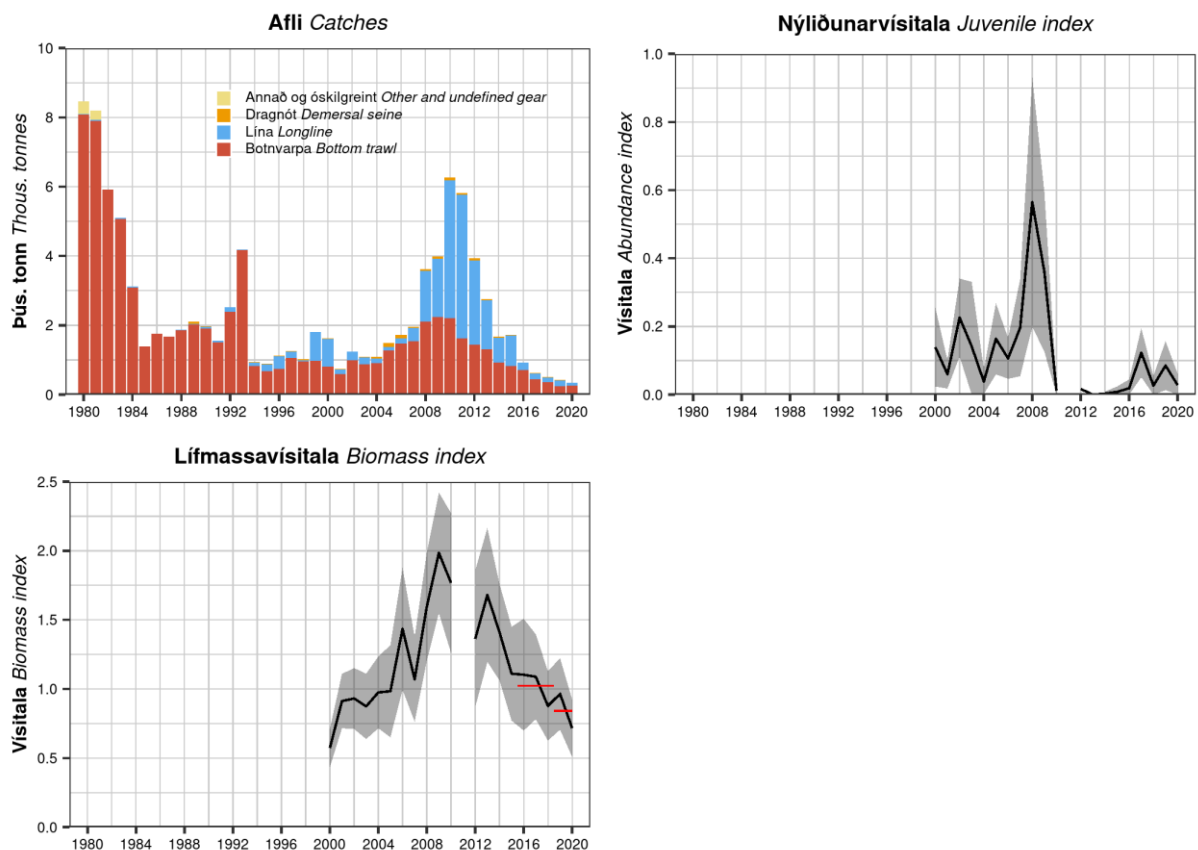 Afli Catches
Þús. tonn Thous. tonnes
10
8
6
4
2
0
Annað og óskilgreint Other and undefined gear
Dragnót Demersal seine
Lína Longline
Botnvarpa Bottom trawl
1980 1984 1988 1992 1996 2000 2004 2008 2012 2016 2020
Nýliðunarvísitala Juvenile index
Vísitala Abundance index
1.0
0.8
0.6
0.4
0.2
0.0
1980 1984 1988 1992 1996 2000 2004 2008 2012 2016 2020
Lífmassavísitala Biomass index
Vísitala Biomass index
2.5
2.0
1.5
1.0
0.5
0.0
1980 1984 1988 1992 1996 2000 2004 2008 2012 2016 2020